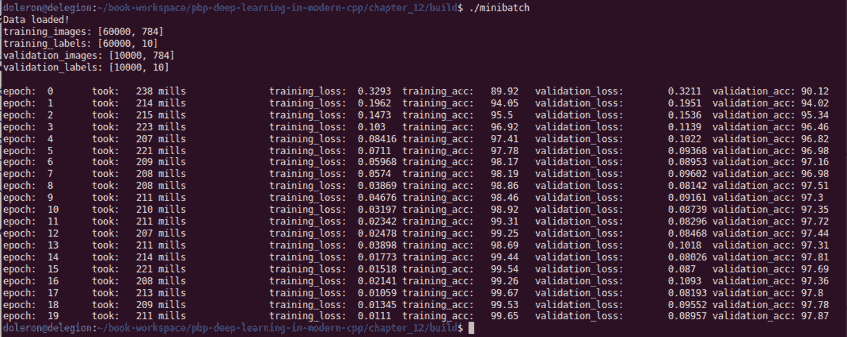 doleron@delegion:~/book-workspace/pbp-deep-learning-in-modern-cpp/chapter_12/build$ ./minibatch
Data loaded!
training_images: [60000, 784]
training_labels: [60000, 10]
validation_images: [10000, 784]
validation_labels: [10000, 10]
epoch: 0 took: 238 mills training_loss: 0.3293 training_acc: 89.92 validation_loss: 0.3211 validation_acc: 90.12
epoch: 1 took: 214 mills training_loss: 0.1962 training_acc: 94.05 validation_loss: 0.1951 validation_acc: 94.02
epoch: 2 took: 215 mills training_loss: 0.1473 training_acc: 95.5 validation_loss: 0.1536 validation_acc: 95.34
epoch: 3 took: 223 mills training_loss: 0.103 training_acc: 96.92 validation_loss: 0.1139 validation_acc: 96.46
epoch: 4 took: 207 mills training_loss: 0.08416 training_acc: 97.41 validation_loss: 0.1022 validation_acc: 96.82
epoch: 5 took: 221 mills training_loss: 0.0711 training_acc: 97.78 validation_loss: 0.09368 validation_acc: 96.98
epoch: 6 took: 209 mills training_loss: 0.05968 training_acc: 98.17 validation_loss: 0.08953 validation_acc: 97.16
epoch: 7 took: 208 mills training_loss: 0.0574 training_acc: 98.19 validation_loss: 0.09602 validation_acc: 96.98
epoch: 8 took: 208 mills training_loss: 0.03869 training_acc: 98.86 validation_loss: 0.08142 validation_acc: 97.51
epoch: 9 took: 211 mills training_loss: 0.04676 training_acc: 98.46 validation_loss: 0.09161 validation_acc: 97.3
epoch: 10 took: 210 mills training_loss: 0.03197 training_acc: 98.92 validation_loss: 0.08739 validation_acc: 97.35
epoch: 11 took: 211 mills training_loss: 0.02342 training_acc: 99.31 validation_loss: 0.08296 validation_acc: 97.72
epoch: 12 took: 207 mills training_loss: 0.02478 training_acc: 99.25 validation_loss: 0.08468 validation_acc: 97.44
epoch: 13 took: 211 mills training_loss: 0.03898 training_acc: 98.69 validation_loss: 0.1018 validation_acc: 97.31
epoch: 14 took: 214 mills training_loss: 0.01773 training_acc: 99.44 validation_loss: 0.08026 validation_acc: 97.81
epoch: 15 took: 221 mills training_loss: 0.01518 training_acc: 99.54 validation_loss: 0.087 validation_acc: 97.69
epoch: 16 took: 208 mills training_loss: 0.02141 training_acc: 99.26 validation_loss: 0.1093 validation_acc: 97.36
epoch: 17 took: 213 mills training_loss: 0.01059 training_acc: 99.67 validation_loss: 0.08193 validation_acc: 97.8
epoch: 18 took: 209 mills training_loss: 0.01345 training_acc: 99.53 validation_loss: 0.09552 validation_acc: 97.78
epoch: 19 took: 211 mills training_loss: 0.0111 training_acc: 99.65 validation_loss: 0.08957 validation_acc: 97.87
doleron@delegion:~/book-workspace/pbp-deep-learning-in-modern-cpp/chapter_12/build$